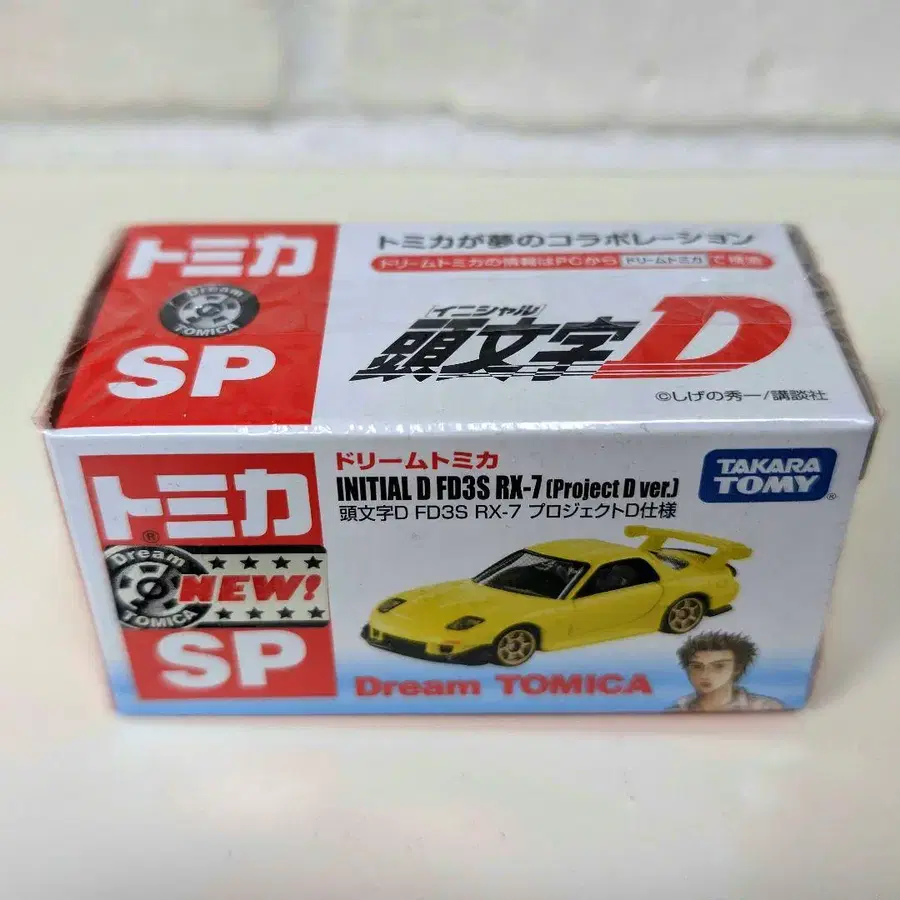 トミカ
Dream
TOMICA
SP
トミカが夢のコラボレーション
ドリームトミカの情報はPCから ドリームトミカ で検索
イニシャル
頭文字D
©しげの秀一/講談社
トミカ
®
Dream
TOMICA
NEW!
SP
ドリームトミカ
INITIAL D FD3S RX-7 (Project D ver.)
頭文字D FD3S RX-7 プロジェクトD仕様
TAKARA
TOMY
®
Dream TOMICA